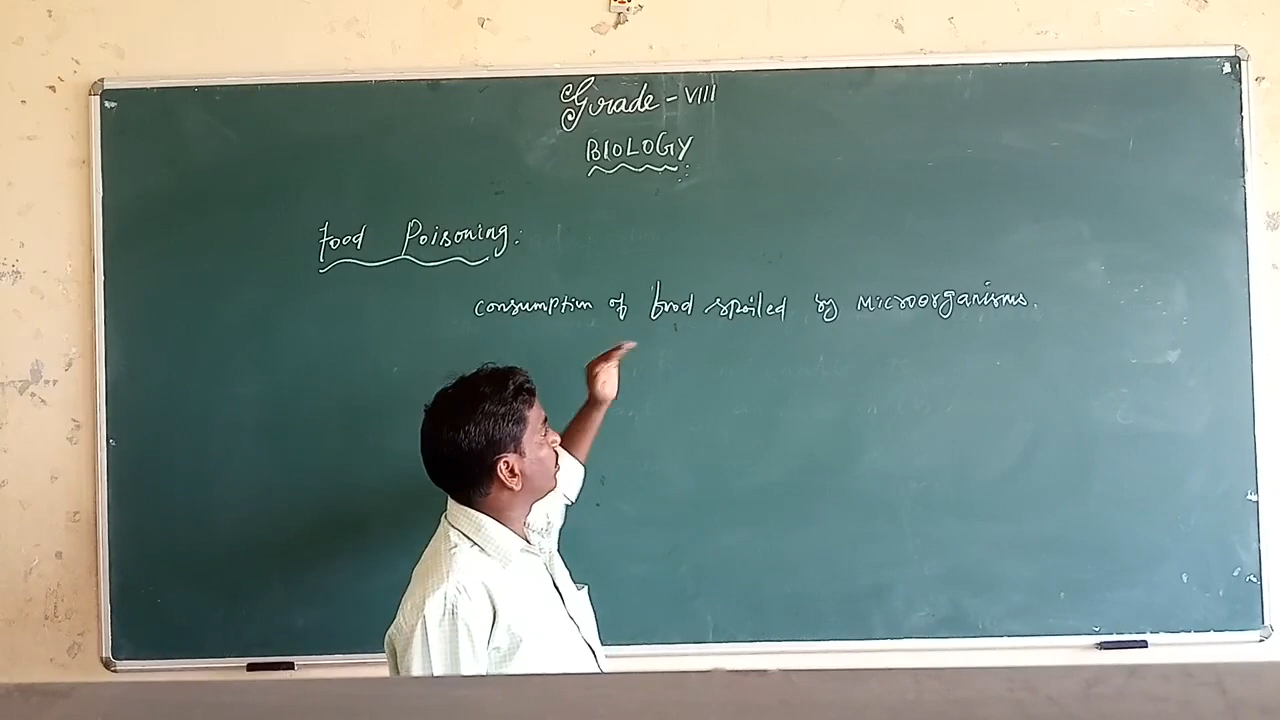 Grade - VIII
BIOLOGY
Food Poisoning:
consumption of food spoiled by Microorganisms.